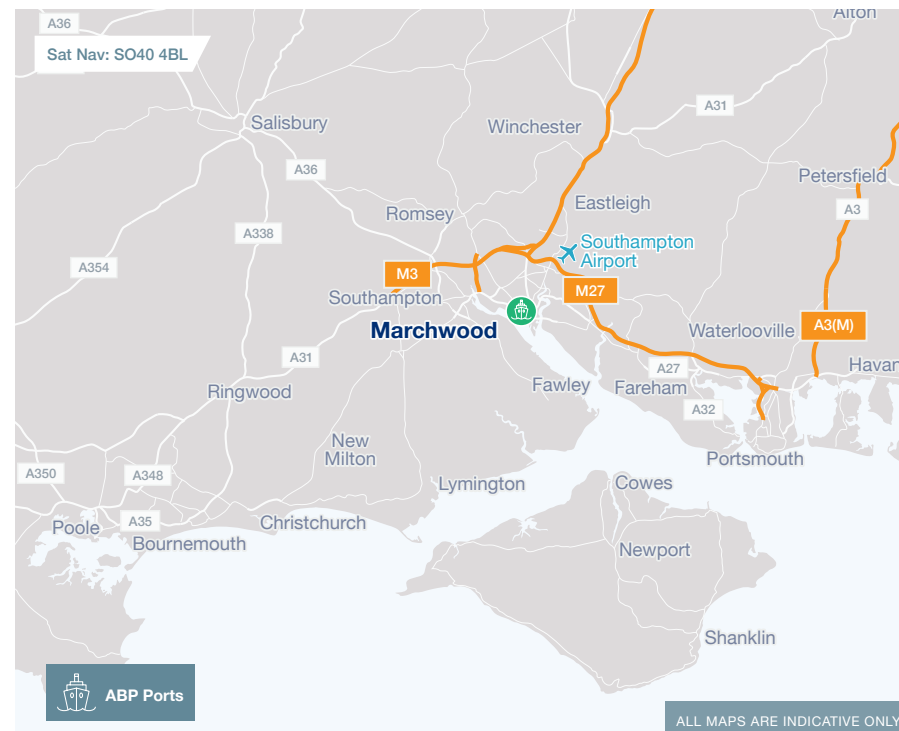 Alton
A36
Sat Nav: SO40 4BL
A31
Salisbury
Winchester
A36
Petersfield
Eastleigh
A3
Romsey
A338
Southampton
Airport
A354
M3
M27
Southampton
Marchwood
Waterlooville
A3(M)
A31
Havan
A27
Fawley
Fareham
Ringwood
A32
New
Milton
Portsmouth
A350
A348
Lymington
Cowes
A35
Christchurch
Poole
Bournemouth
Newport
Shanklin
ABP Ports
ALL MAPS ARE INDICATIVE ONLY